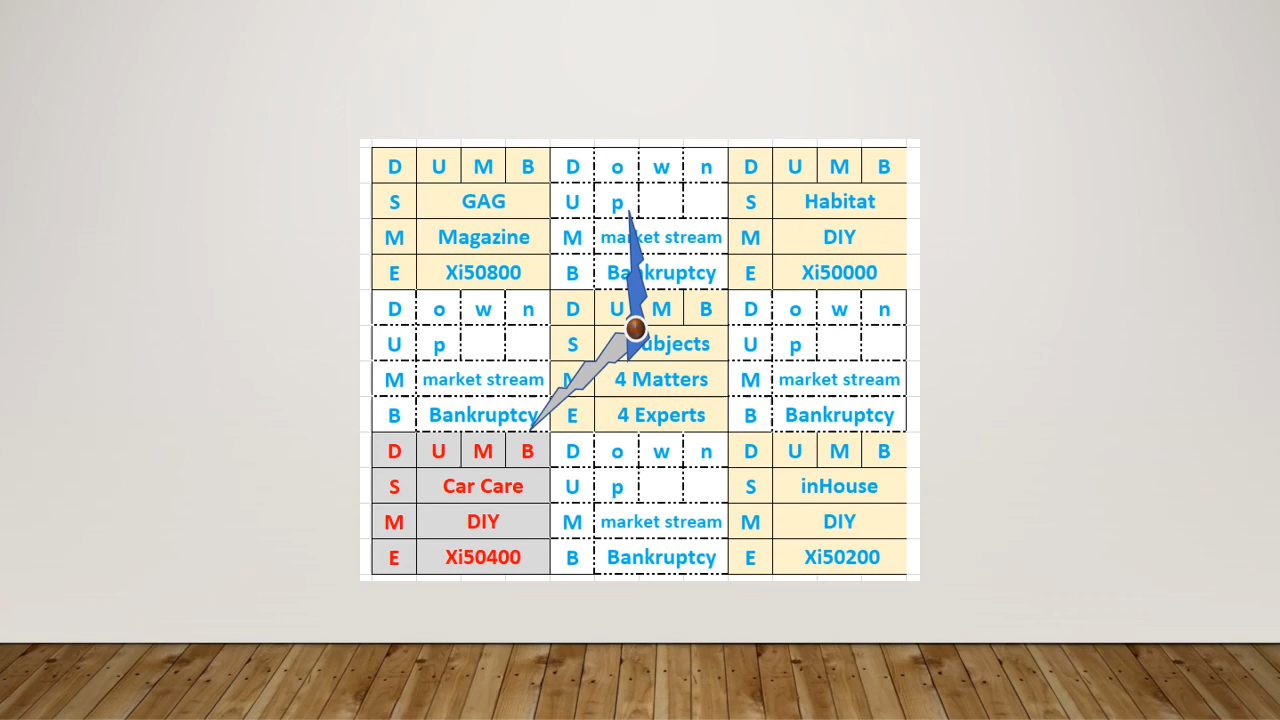 D U M B D o w n D U M B
S GAG U p S Habitat
M Magazine M market stream M DIY
E Xi50800 B Bankruptcy E Xi50000
D o w n D U M B D o w n
U p S ubjects U p
M market stream M 4 Matters M market stream
B Bankruptcy E 4 Experts B Bankruptcy
D U M B D o w n D U M B
S Car Care U p S inHouse
M DIY M market stream M DIY
E Xi50400 B Bankruptcy E Xi50200